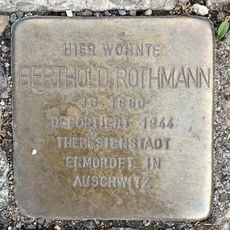 HIER WOHNTE
BERTHOLD ROTHMANN
JG. 1880
DEPORTIERT 1944
THERESIENSTADT
ERMORDET IN
AUSCHWITZ